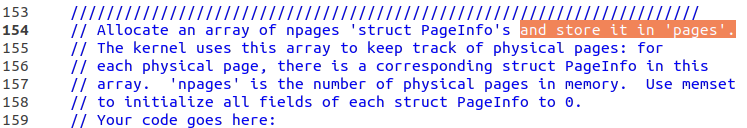 153 //////////////////////////////////////////////////////////////////////
154 // Allocate an array of npages 'struct PageInfo's and store it in 'pages'.
155 // The kernel uses this array to keep track of physical pages: for
156 // each physical page, there is a corresponding struct PageInfo in this
157 // array.  'npages' is the number of physical pages in memory.  Use memset
158 // to initialize all fields of each struct PageInfo to 0.
159 // Your code goes here: